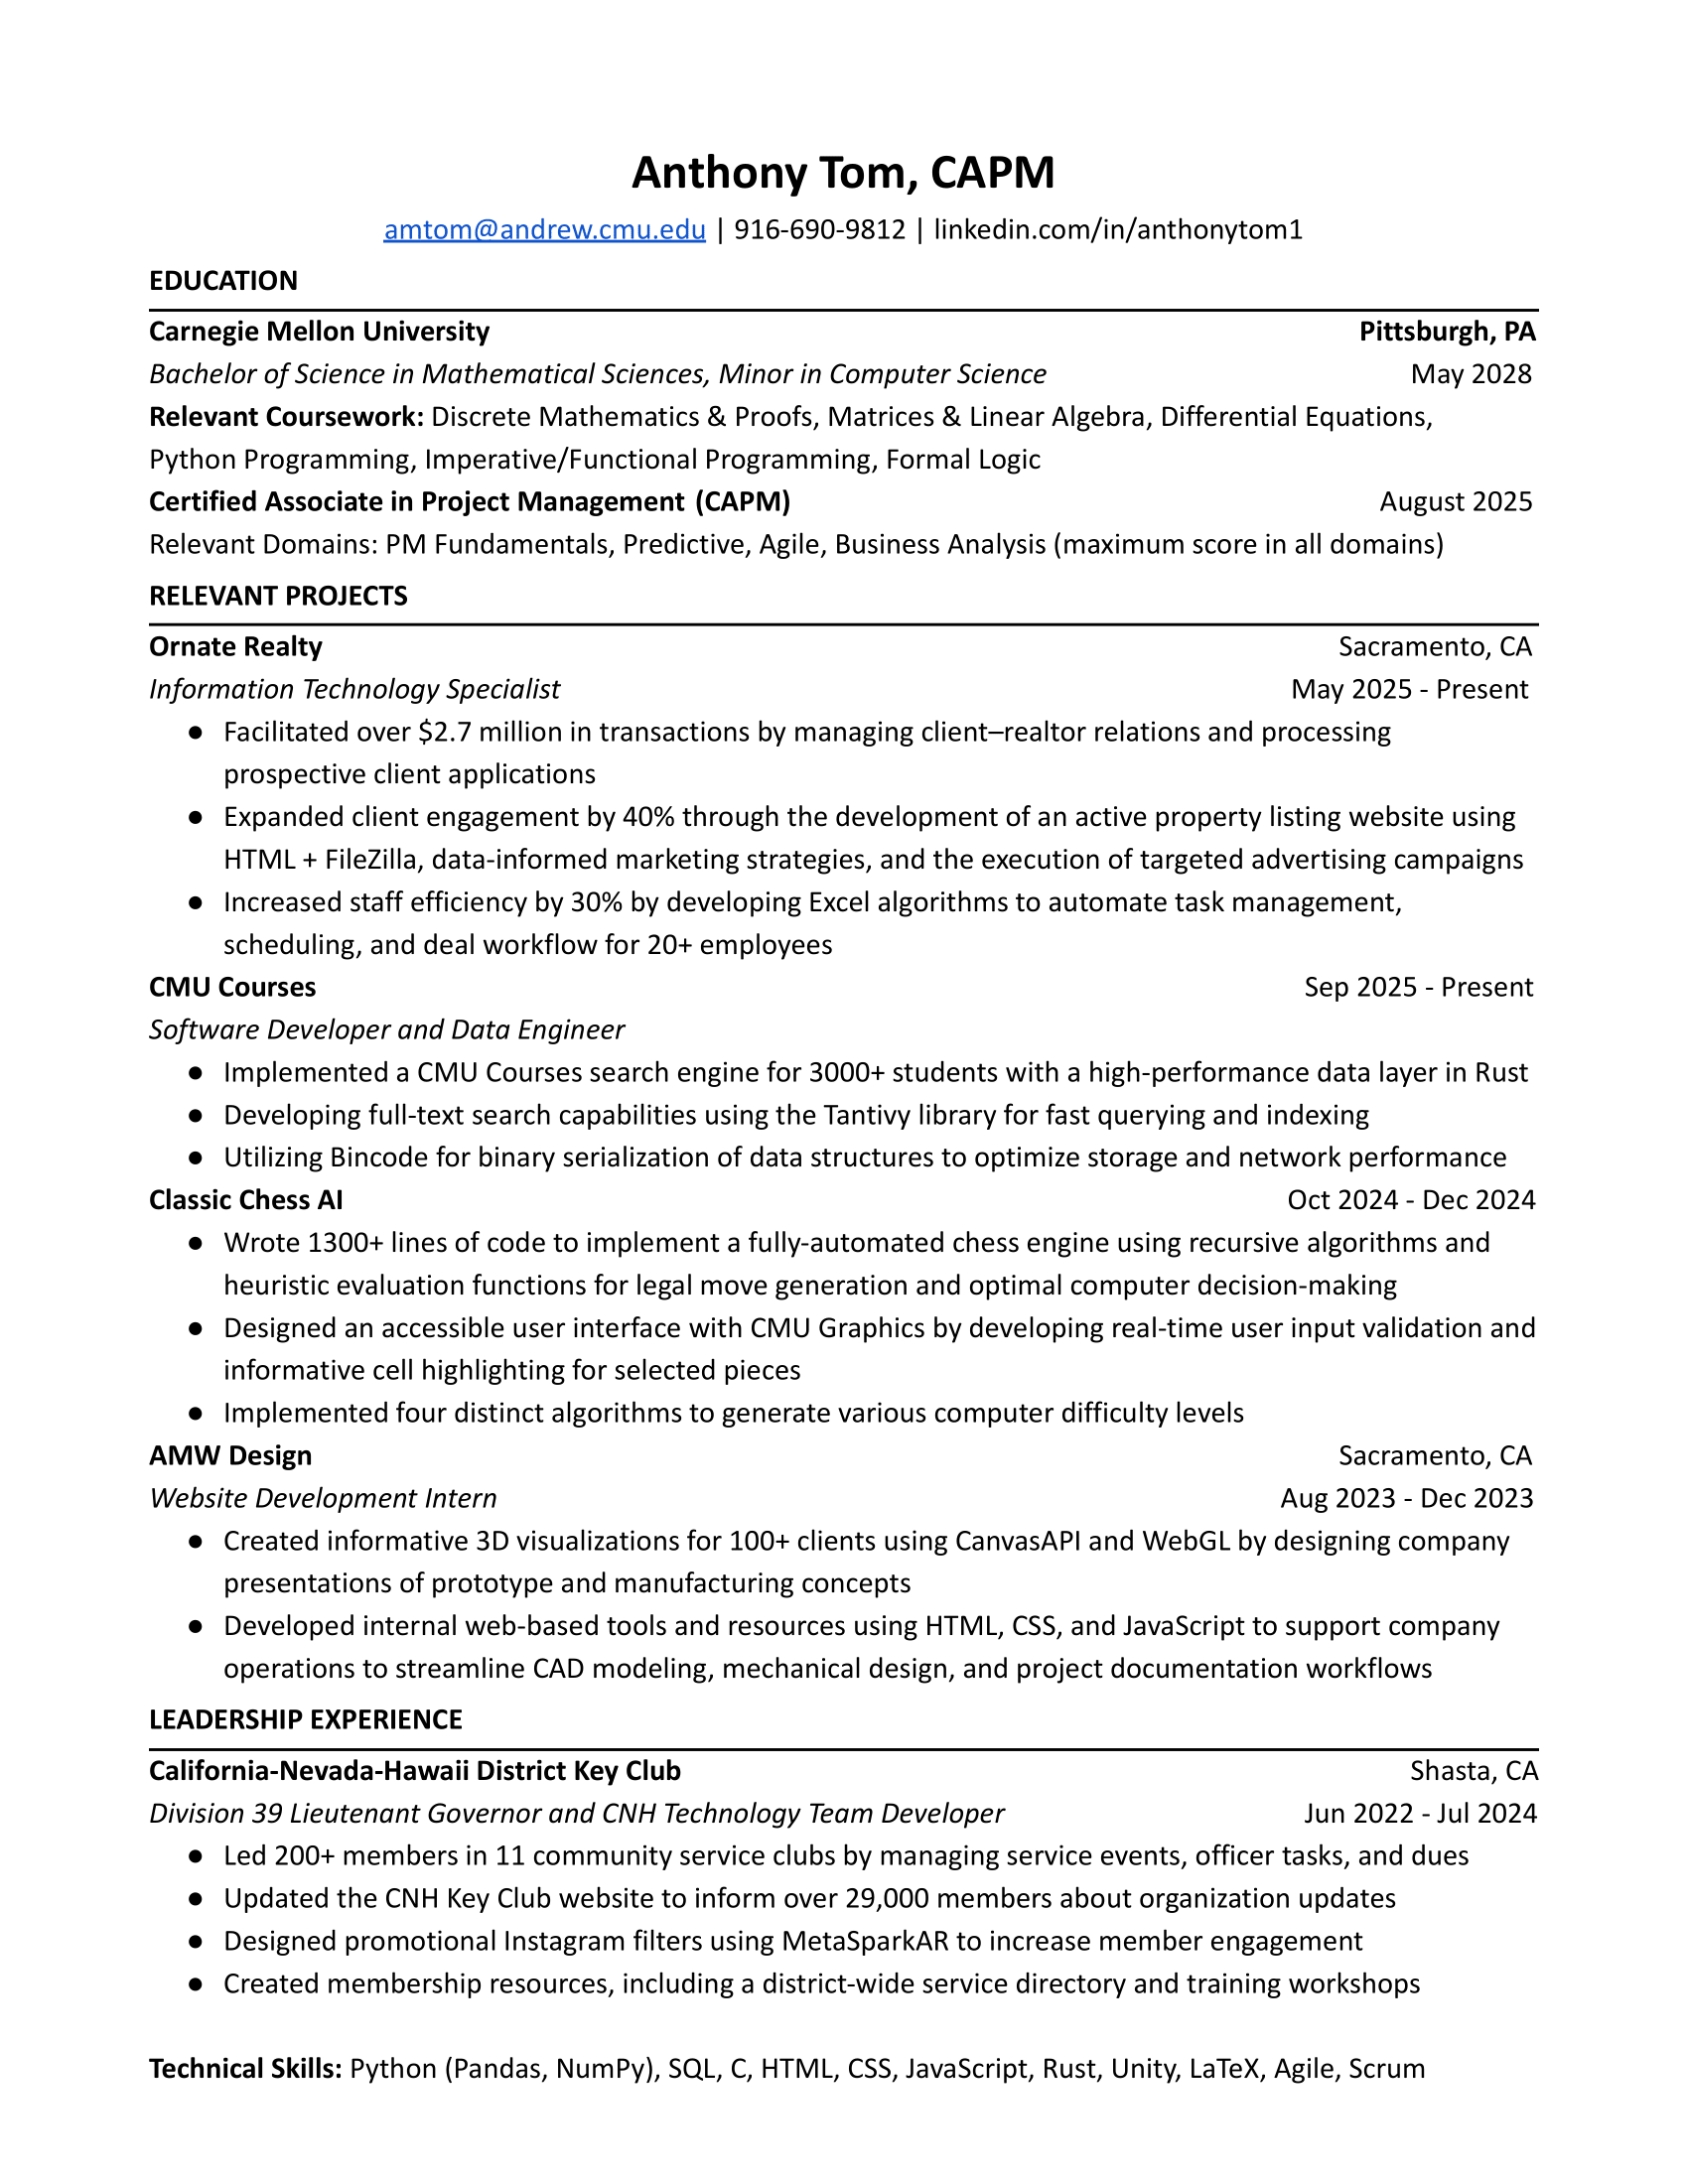 Anthony Tom, CAPM
amtom@andrew.cmu.edu | 916-690-9812 | linkedin.com/in/anthonytom1
EDUCATION
Carnegie Mellon University Pittsburgh, PA
Bachelor of Science in Mathematical Sciences, Minor in Computer Science May 2028
Relevant Coursework: Discrete Mathematics & Proofs, Matrices & Linear Algebra, Differential Equations,
Python Programming, Imperative/Functional Programming, Formal Logic
Certified Associate in Project Management (CAPM) August 2025
Relevant Domains: PM Fundamentals, Predictive, Agile, Business Analysis (maximum score in all domains)
RELEVANT PROJECTS
Ornate Realty Sacramento, CA
Information Technology Specialist May 2025 - Present
● Facilitated over $2.7 million in transactions by managing client–realtor relations and processing
prospective client applications
● Expanded client engagement by 40% through the development of an active property listing website using
HTML + FileZilla, data-informed marketing strategies, and the execution of targeted advertising campaigns
● Increased staff efficiency by 30% by developing Excel algorithms to automate task management,
scheduling, and deal workflow for 20+ employees
CMU Courses Sep 2025 - Present
Software Developer and Data Engineer
● Implemented a CMU Courses search engine for 3000+ students with a high-performance data layer in Rust
● Developing full-text search capabilities using the Tantivy library for fast querying and indexing
● Utilizing Bincode for binary serialization of data structures to optimize storage and network performance
Classic Chess AI Oct 2024 - Dec 2024
● Wrote 1300+ lines of code to implement a fully-automated chess engine using recursive algorithms and
heuristic evaluation functions for legal move generation and optimal computer decision-making
● Designed an accessible user interface with CMU Graphics by developing real-time user input validation and
informative cell highlighting for selected pieces
● Implemented four distinct algorithms to generate various computer difficulty levels
AMW Design Sacramento, CA
Website Development Intern Aug 2023 - Dec 2023
● Created informative 3D visualizations for 100+ clients using CanvasAPI and WebGL by designing company
presentations of prototype and manufacturing concepts
● Developed internal web-based tools and resources using HTML, CSS, and JavaScript to support company
operations to streamline CAD modeling, mechanical design, and project documentation workflows
LEADERSHIP EXPERIENCE
California-Nevada-Hawaii District Key Club Shasta, CA
Division 39 Lieutenant Governor and CNH Technology Team Developer Jun 2022 - Jul 2024
● Led 200+ members in 11 community service clubs by managing service events, officer tasks, and dues
● Updated the CNH Key Club website to inform over 29,000 members about organization updates
● Designed promotional Instagram filters using MetaSparkAR to increase member engagement
● Created membership resources, including a district-wide service directory and training workshops
Technical Skills: Python (Pandas, NumPy), SQL, C, HTML, CSS, JavaScript, Rust, Unity, LaTeX, Agile, Scrum